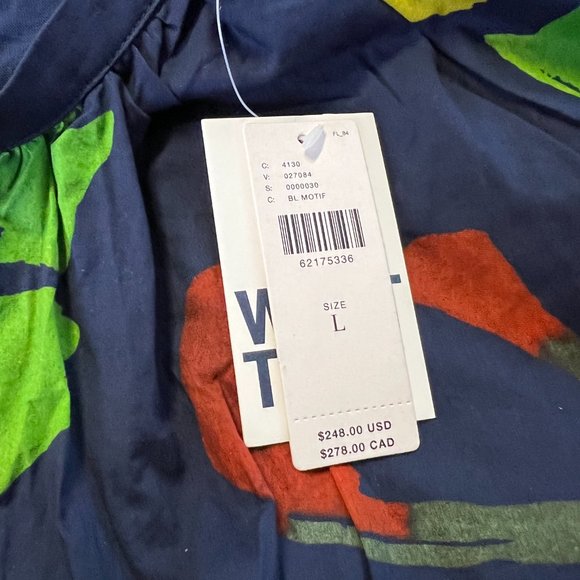 FL_84
C: 4130
V: 027084
S: 0000030
C: BL MOTIF
62175336
SIZE
L
$248.00 USD
$278.00 CAD